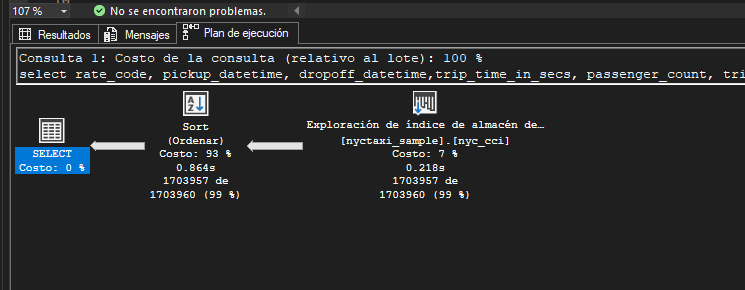 107 %
No se encontraron problemas.
Resultados
Mensajes
Plan de ejecución
Consulta 1: Costo de la consulta (relativo al lote): 100 %
select rate_code, pickup_datetime, dropoff_datetime,trip_time_in_secs, passenger_count, tri
SELECT
Costo: 0 %
A
Z
Sort
(Ordenar)
Costo: 93 %
0.864s
1703957 de
1703960 (99 %)
Exploración de índice de almacén de…
[nyctaxi_sample].[nyc_cci]
Costo: 7 %
0.218s
1703957 de
1703960 (99 %)